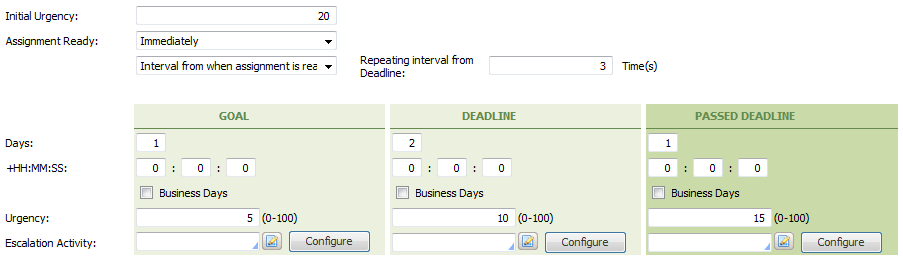 Initial Urgency: 20
Assignment Ready: Immediately
Interval from when assignment is rea Repeating interval from Deadline: 3 Time(s)
GOAL DEADLINE PASSED DEADLINE
Days: 1 2 1
+HH:MM:SS: 0 : 0 : 0 0 : 0 : 0 0 : 0 : 0
Business Days Business Days Business Days
Urgency: 5 (0-100) 10 (0-100) 15 (0-100)
Escalation Activity: Configure Configure Configure